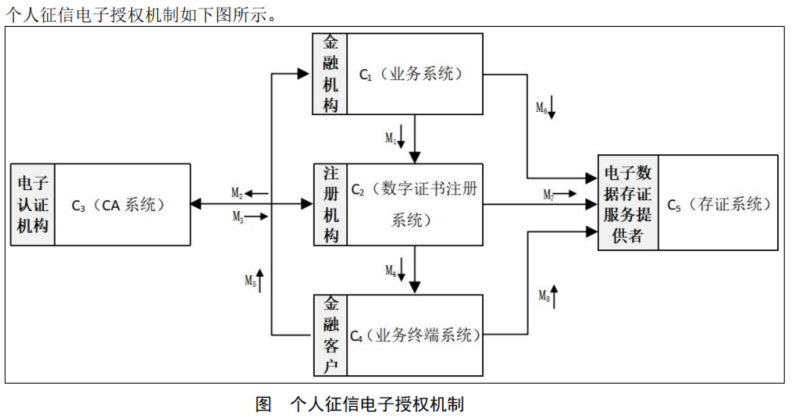 个人征信电子授权机制如下图所示。
金融机构
C₁（业务系统）
M₁
M₆
电子认证机构
C₃（CA 系统）
M₂
M₃
注册机构
C₂（数字证书注册
系统）
M₇
电子数据存证服务提供者
C₅（存证系统）
M₄
M₅
M₈
金融客户
C₄（业务终端系统）
图 个人征信电子授权机制